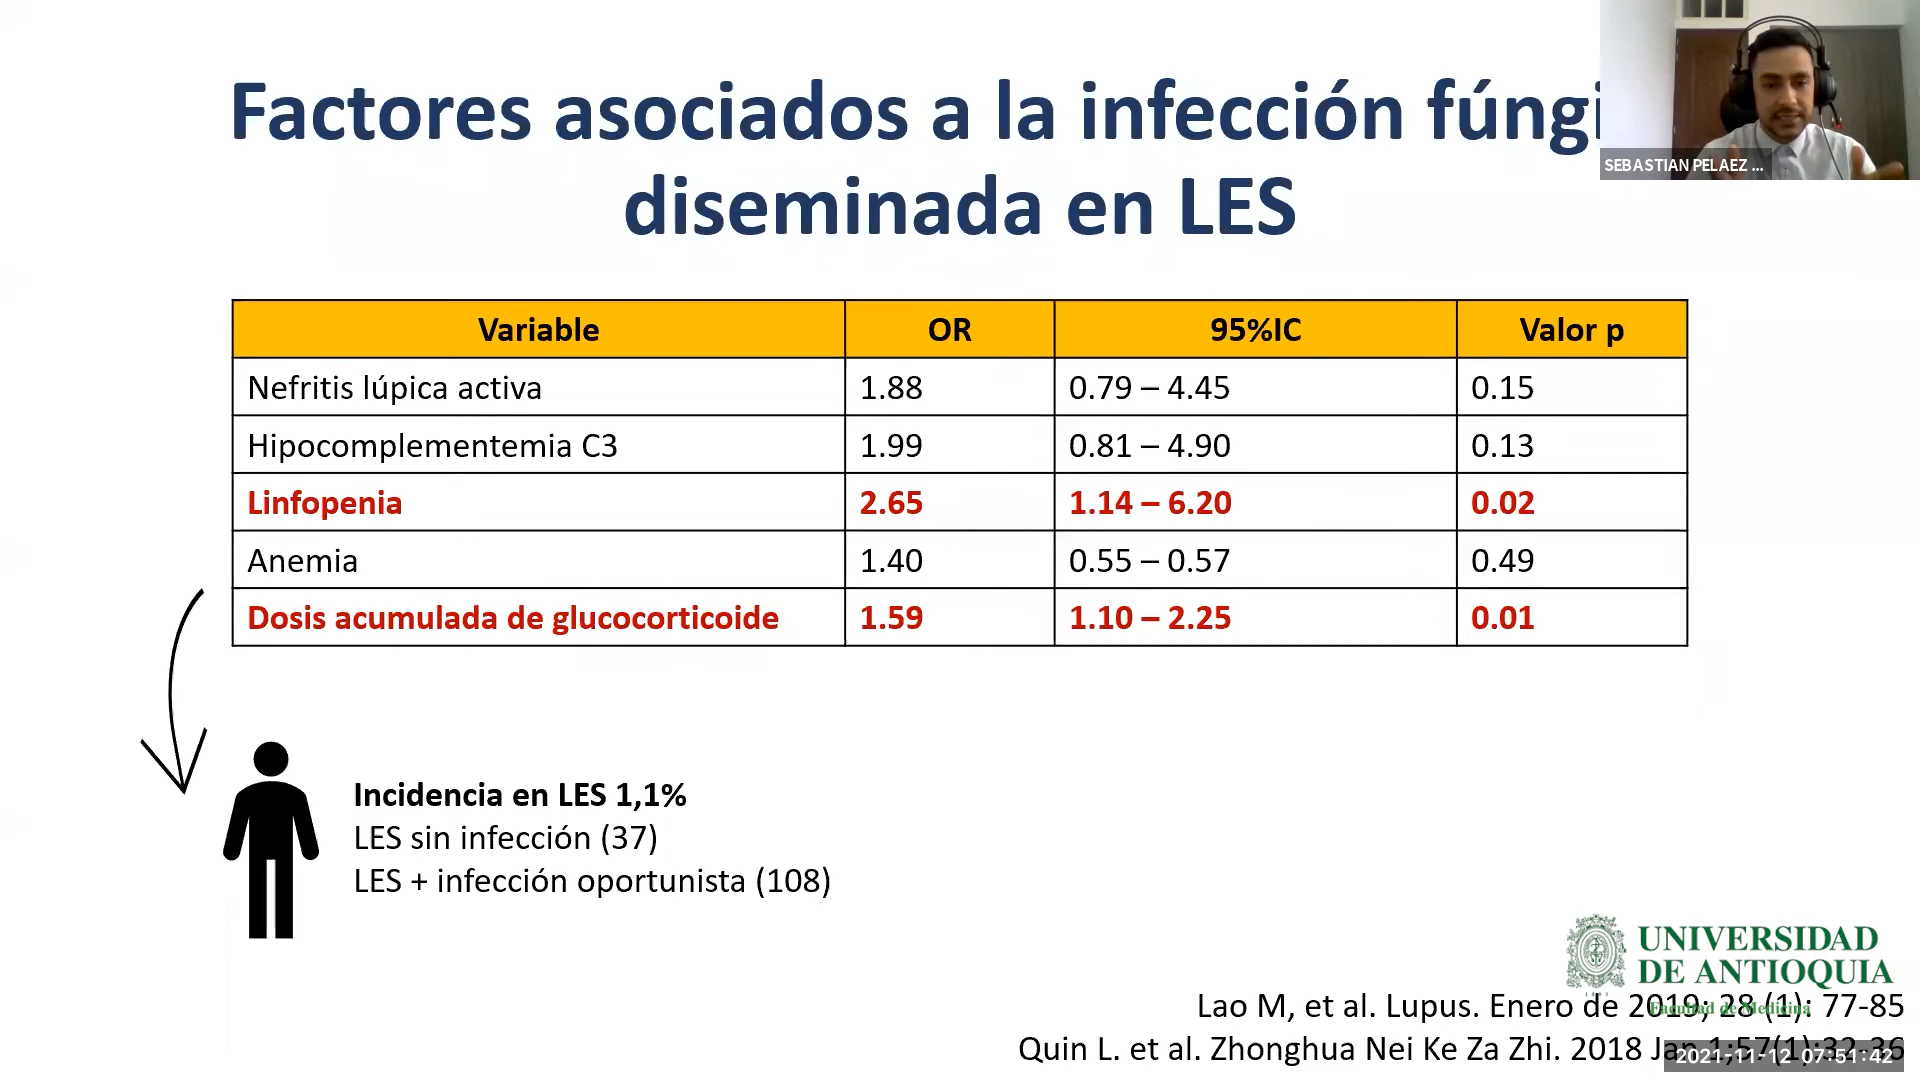 Factores asociados a la infección fúngi
diseminada en LES
SEBASTIAN PELAEZ ...
Variable OR 95%IC Valor p
Nefritis lúpica activa 1.88 0.79 – 4.45 0.15
Hipocomplementemia C3 1.99 0.81 – 4.90 0.13
Linfopenia 2.65 1.14 – 6.20 0.02
Anemia 1.40 0.55 – 0.57 0.49
Dosis acumulada de glucocorticoide 1.59 1.10 – 2.25 0.01
Incidencia en LES 1,1%
LES sin infección (37)
LES + infección oportunista (108)
UNIVERSIDAD
DE ANTIOQUIA
Facultad de Medicina
Lao M, et al. Lupus. Enero de 2019; 28 (1): 77-85
Quin L. et al. Zhonghua Nei Ke Za Zhi. 2018 Jan 1;57(1):32-36
2021-11-12 07:51:42